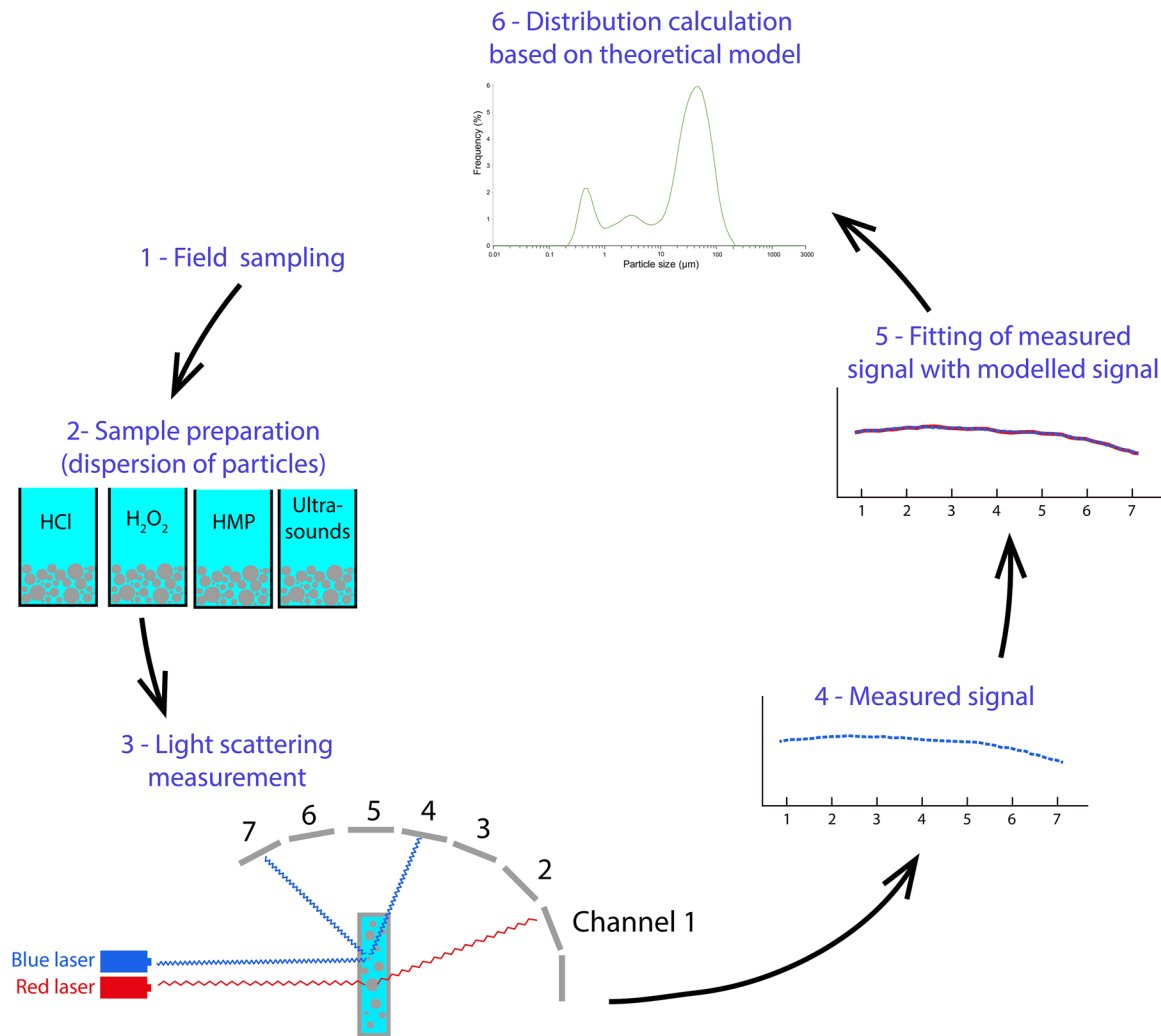 6 - Distribution calculation
based on theoretical model
Frequency (%)
6
5
4
3
2
1
0
0.01 0.1 1 10 100 1000 3000
Particle size (µm)
1 - Field sampling
2- Sample preparation
(dispersion of particles)
HCl
H₂O₂
HMP
Ultra-
sounds
3 - Light scattering
measurement
7 6 5 4 3 2
Channel 1
Blue laser
Red laser
4 - Measured signal
1 2 3 4 5 6 7
5 - Fitting of measured
signal with modelled signal
1 2 3 4 5 6 7